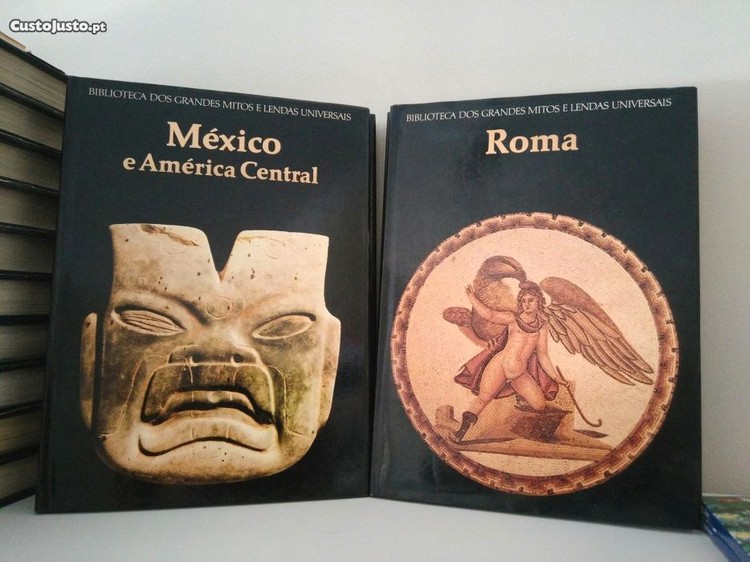 CustoJusto.pt
BIBLIOTECA DOS GRANDES MITOS E LENDAS UNIVERSAIS
México
e América Central
BIBLIOTECA DOS GRANDES MITOS E LENDAS UNIVERSAIS
Roma